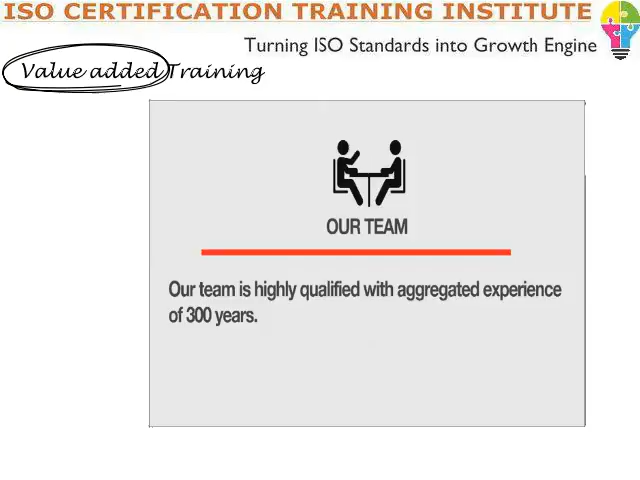 ISO CERTIFICATION TRAINING INSTITUTE
Turning ISO Standards into Growth Engine
Value added Training
OUR TEAM
Our team is highly qualified with aggregated experience
of 300 years.